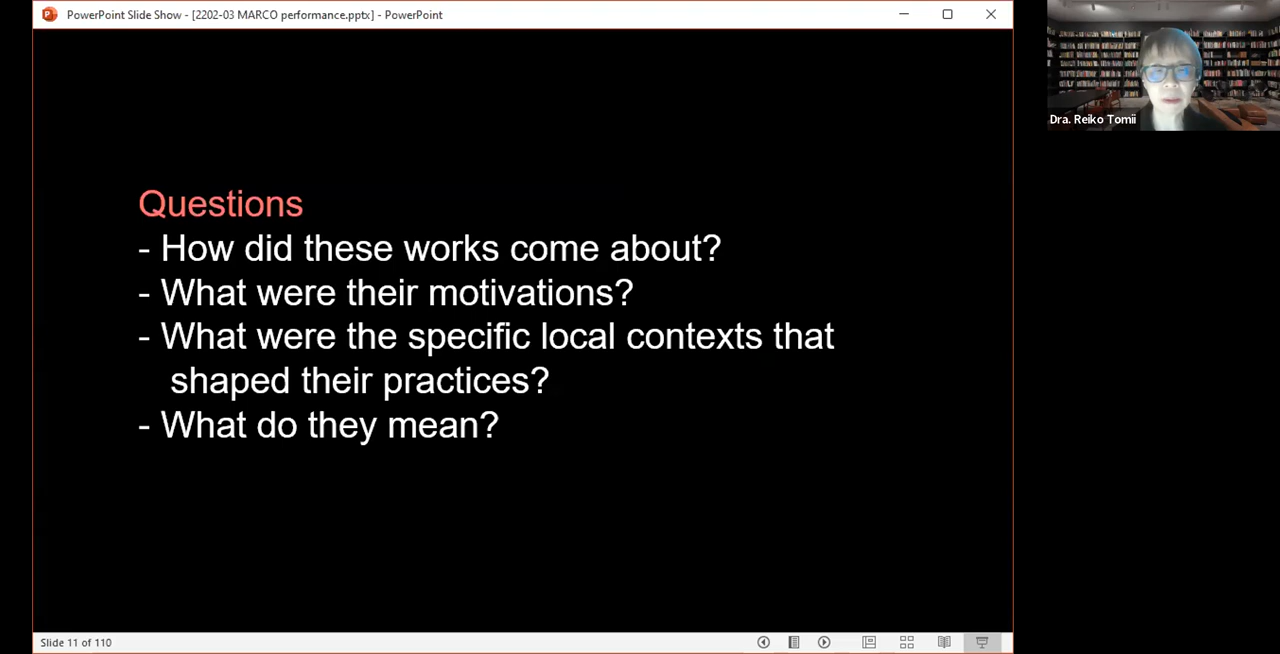 PowerPoint Slide Show - [2202-03 MARCO performance.pptx] - PowerPoint
Dra. Reiko Tomii
Questions
- How did these works come about?
- What were their motivations?
- What were the specific local contexts that
shaped their practices?
- What do they mean?
Slide 11 of 110